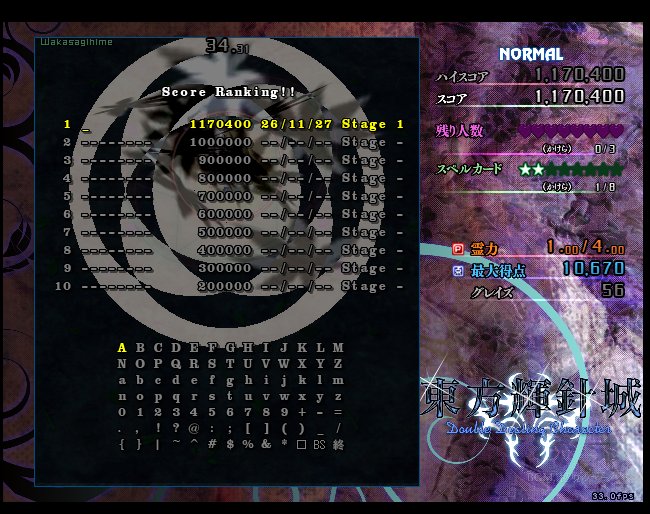 Wakasagihime
34.31
Score Ranking!!
1 _ 1170400 26/11/27 Stage 1
2 -------- 1000000 --/--/-- Stage -
3 -------- 900000 --/--/-- Stage -
4 -------- 800000 --/--/-- Stage -
5 -------- 700000 --/--/-- Stage -
6 -------- 600000 --/--/-- Stage -
7 -------- 500000 --/--/-- Stage -
8 -------- 400000 --/--/-- Stage -
9 -------- 300000 --/--/-- Stage -
10 -------- 200000 --/--/-- Stage -
A B C D E F G H I J K L M
N O P Q R S T U V W X Y Z
a b c d e f g h i j k l m
n o p q r s t u v w x y z
0 1 2 3 4 5 6 7 8 9 + - =
. , ! ? @ : ; [ ] ( ) _ /
{ } | ~ ^ # $ % & * □ BS 終
NORMAL
ハイスコア 1,170,400
スコア 1,170,400
残り人数
(かけら) 0/3
スペルカード ★★★★★★★★
(かけら) 1/8
P 霊力 1.00/4.00
最大得点 10,670
グレイズ 56
東方輝針城
Double Dealing Character
33.0fps